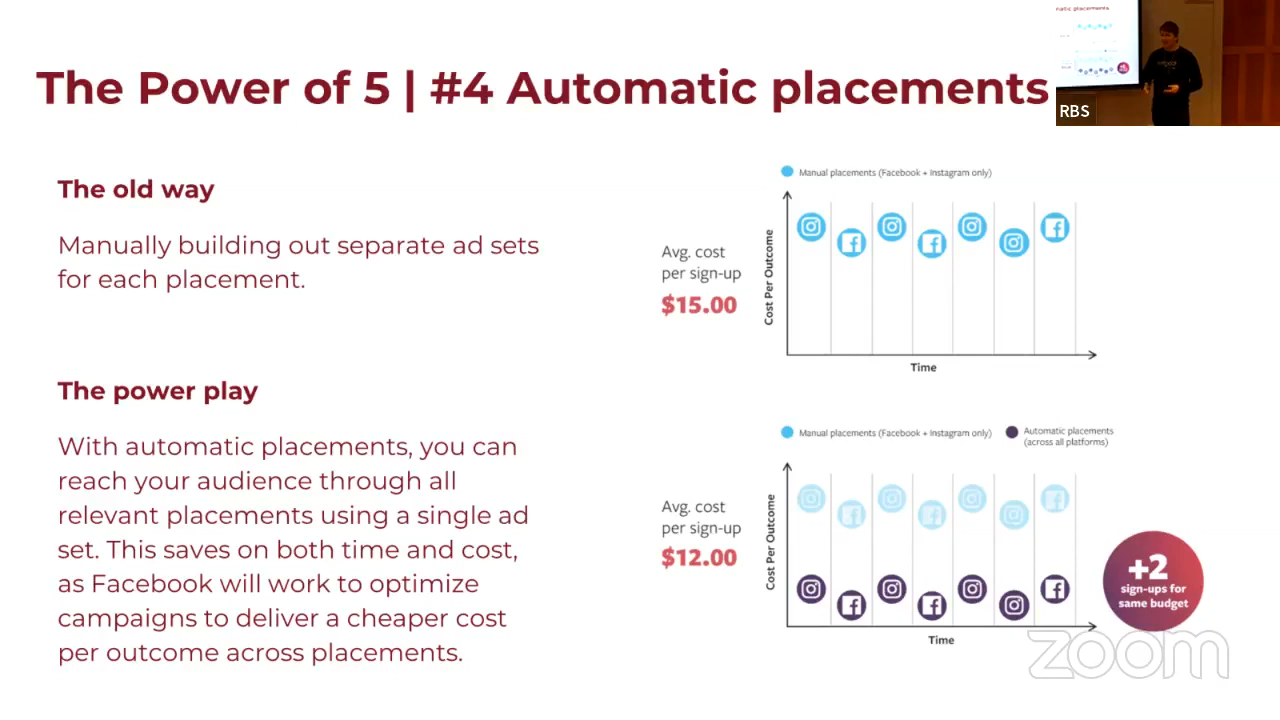 The Power of 5 | #4 Automatic placements
RBS
The old way
Manually building out separate ad sets
for each placement.
Manual placements (Facebook + Instagram only)
Avg. cost
per sign-up
$15.00
Cost Per Outcome
Time
The power play
With automatic placements, you can
reach your audience through all
relevant placements using a single ad
set. This saves on both time and cost,
as Facebook will work to optimize
campaigns to deliver a cheaper cost
per outcome across placements.
Manual placements (Facebook + Instagram only)
Automatic placements
(across all platforms)
Avg. cost
per sign-up
$12.00
Cost Per Outcome
Time
+2
sign-ups for
same budget
zoom